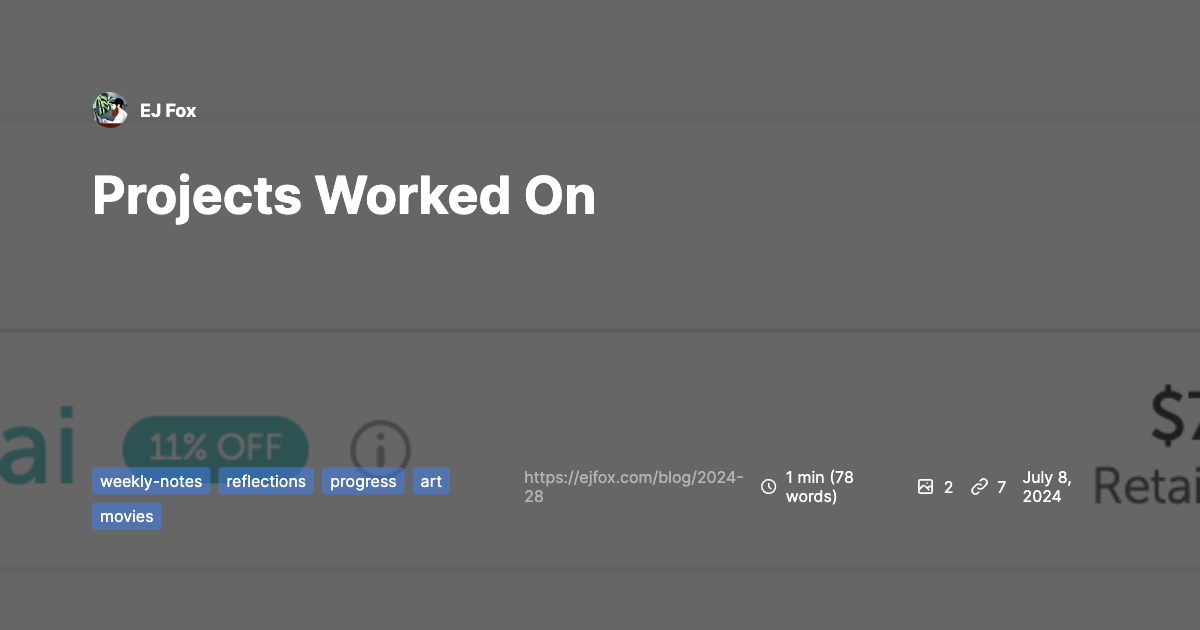 EJ Fox
Projects Worked On
ai
11% OFF
$7
Retai
weekly-notes
reflections
progress
art
movies
https://ejfox.com/blog/2024-
28
1 min (78
words)
2
7
July 8,
2024